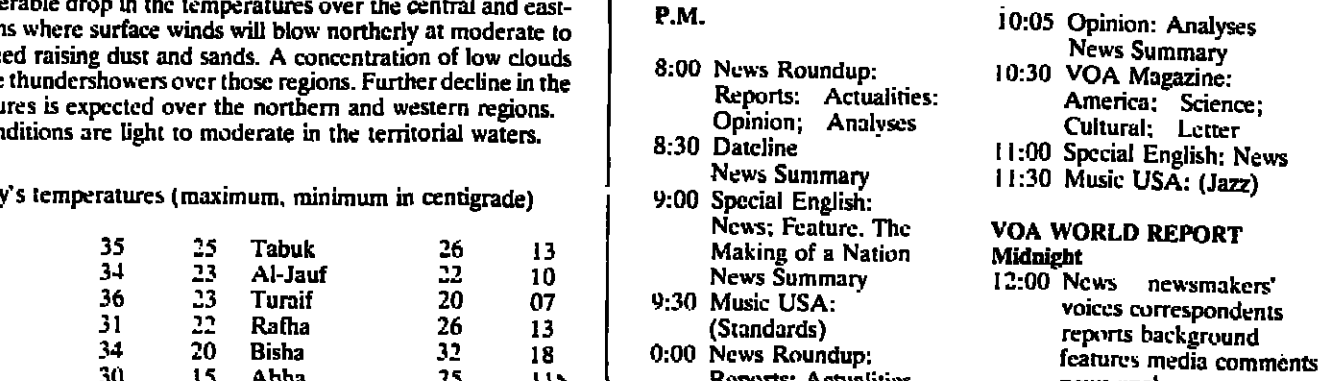 erable drop in the temperatures over the central and east-
ns where surface winds will blow northerly at moderate to
eed raising dust and sands. A concentration of low clouds
e thundershowers over those regions. Further decline in the
ures is expected over the northern and western regions.
nditions are light to moderate in the territorial waters.
y's temperatures (maximum, minimum in centigrade)
35 25 Tabuk 26 13
34 23 Al-Jauf 22 10
36 23 Turaif 20 07
31 22 Rafha 26 13
34 20 Bisha 32 18
30 15 Abha 25 11
P.M.
8:00 News Roundup:
Reports: Actualities:
Opinion; Analyses
8:30 Dateline
News Summary
9:00 Special English:
News; Feature. The
Making of a Nation
News Summary
9:30 Music USA:
(Standards)
0:00 News Roundup:
Reports: Actualities
10:05 Opinion: Analyses
News Summary
10:30 VOA Magazine:
America: Science;
Cultural; Letter
11:00 Special English: News
11:30 Music USA: (Jazz)
VOA WORLD REPORT
Midnight
12:00 News newsmakers'
voices correspondents
reports background
features media comments